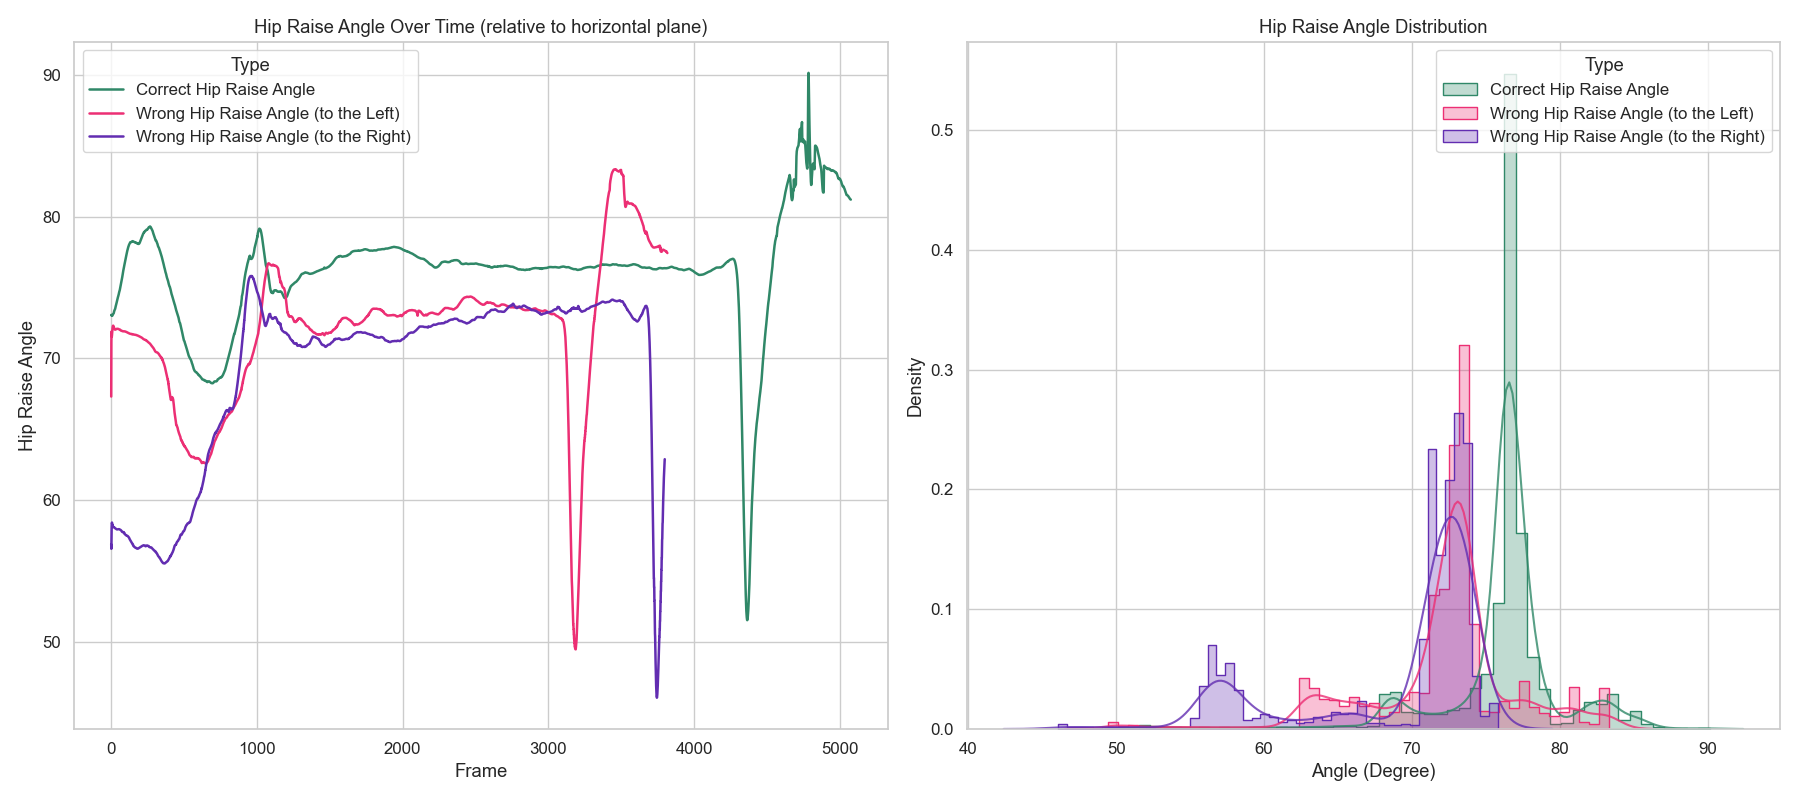 Hip Raise Angle Over Time (relative to horizontal plane)
Type
Correct Hip Raise Angle
Wrong Hip Raise Angle (to the Left)
Wrong Hip Raise Angle (to the Right)
90
80
70
60
50
Hip Raise Angle
0
1000
2000
3000
4000
5000
Frame
Hip Raise Angle Distribution
Type
Correct Hip Raise Angle
Wrong Hip Raise Angle (to the Left)
Wrong Hip Raise Angle (to the Right)
0.5
0.4
0.3
0.2
0.1
0.0
Density
40
50
60
70
80
90
Angle (Degree)